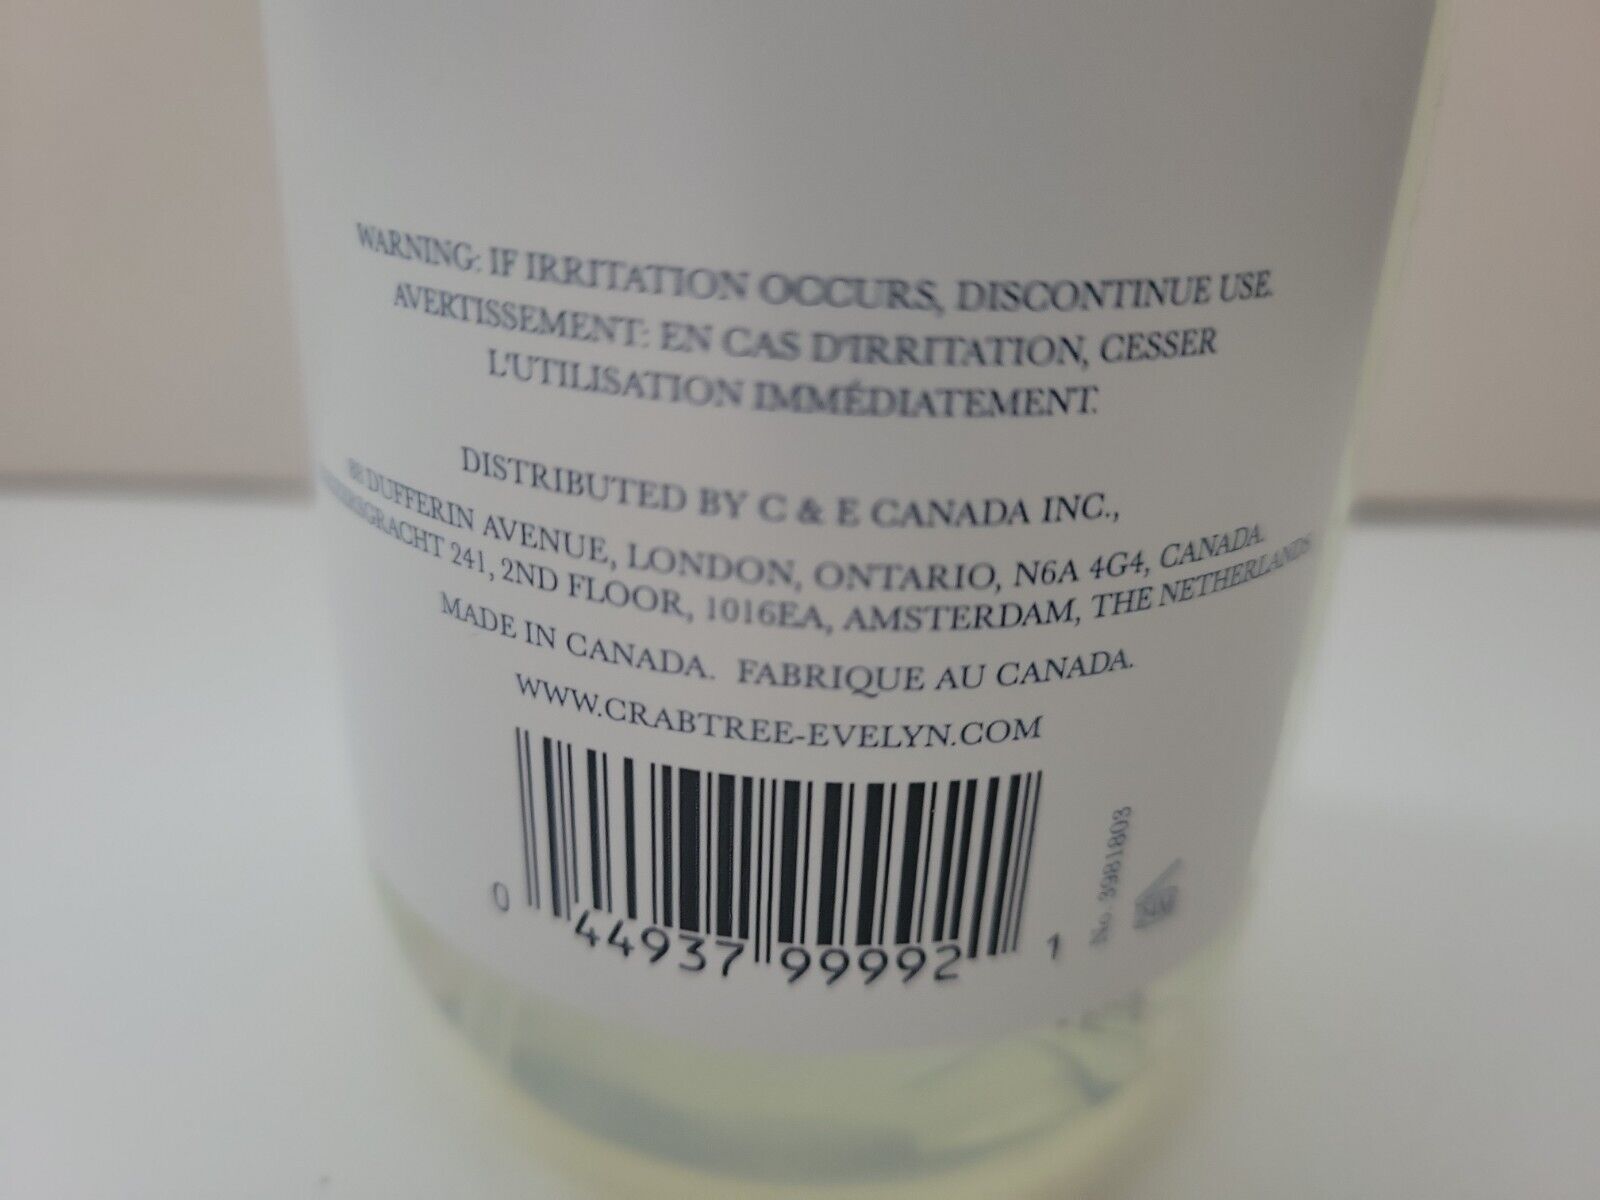 WARNING: IF IRRITATION OCCURS, DISCONTINUE USE.
AVERTISSEMENT: EN CAS D'IRRITATION, CESSER
L'UTILISATION IMMÉDIATEMENT.
DISTRIBUTED BY C & E CANADA INC.,
DUFFERIN AVENUE, LONDON, ONTARIO, N6A 4G4, CANADA.
241, 2ND FLOOR, 1016EA, AMSTERDAM, THE NETHERLANDS
MADE IN CANADA. FABRIQUE AU CANADA.
WWW.CRABTREE-EVELYN.COM
0 44937 99992 1
No. 3981803